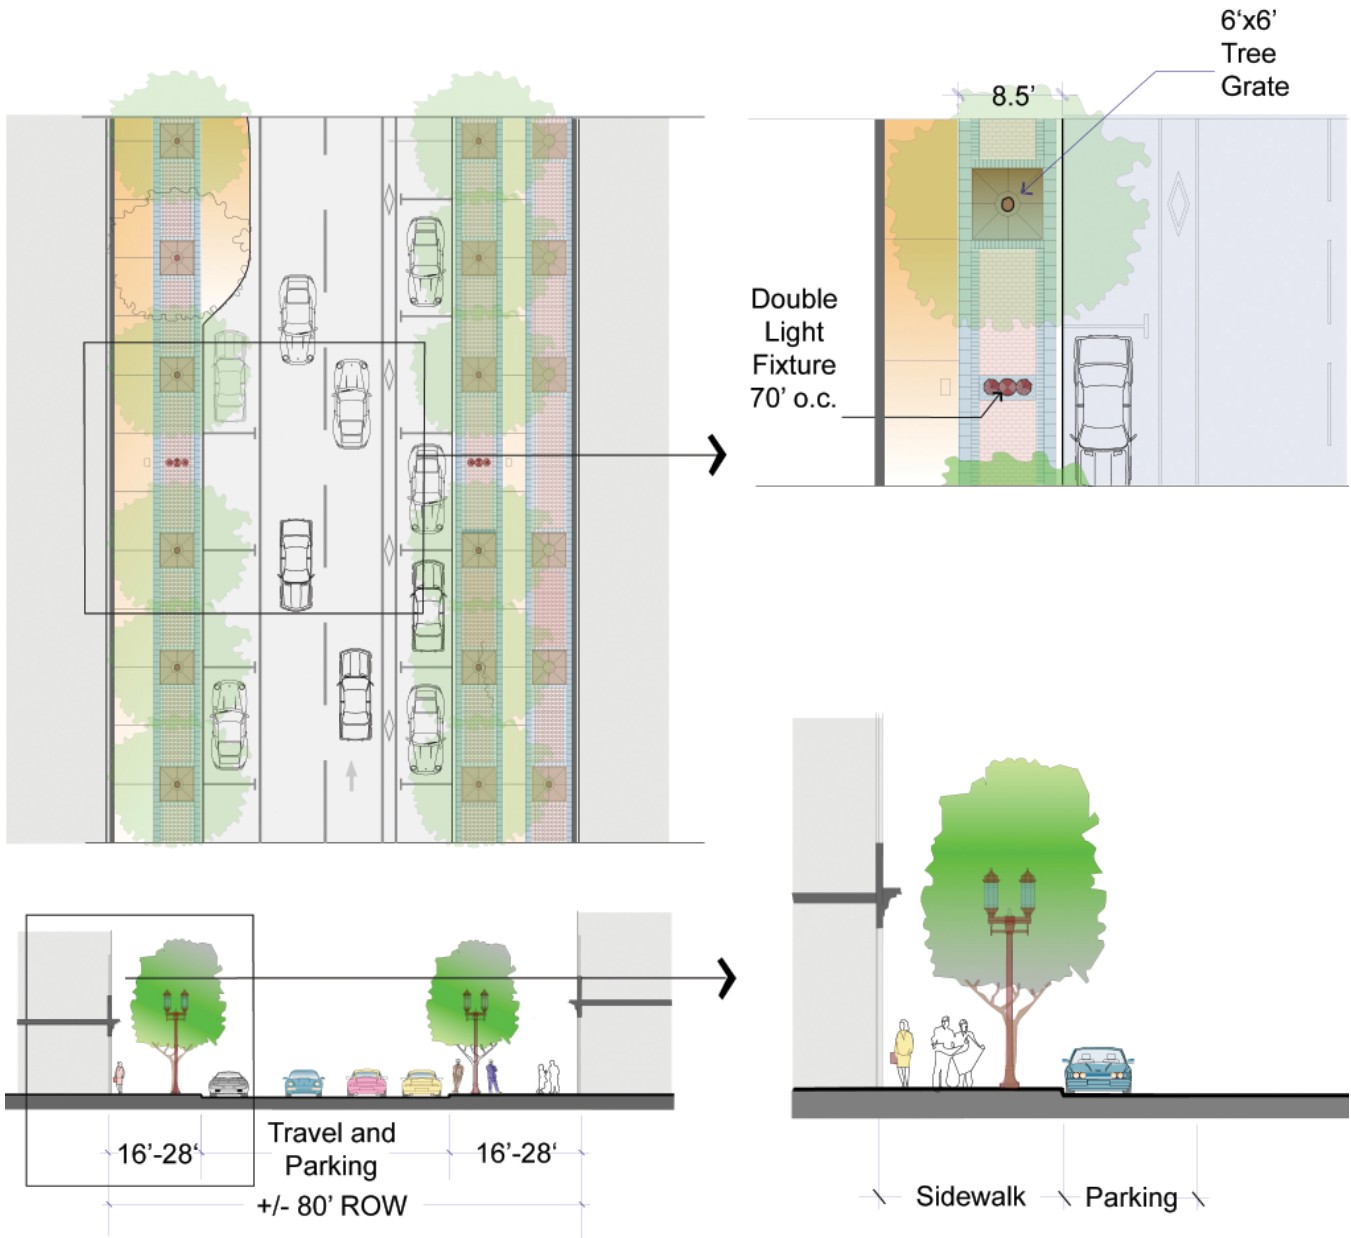 6‘x6’
Tree
Grate
8.5’
Double
Light
Fixture
70’ o.c.
16’-28‘
Travel and
Parking
16’-28‘
+/- 80’ ROW
Sidewalk
Parking